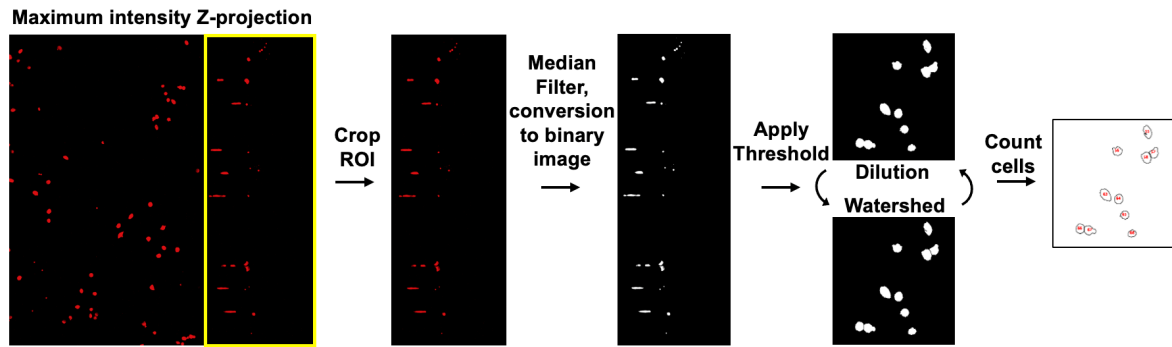 Maximum intensity Z-projection
Crop
ROI
Median
Filter,
conversion
to binary
image
Apply
Threshold
Dilution
Watershed
Count
cells